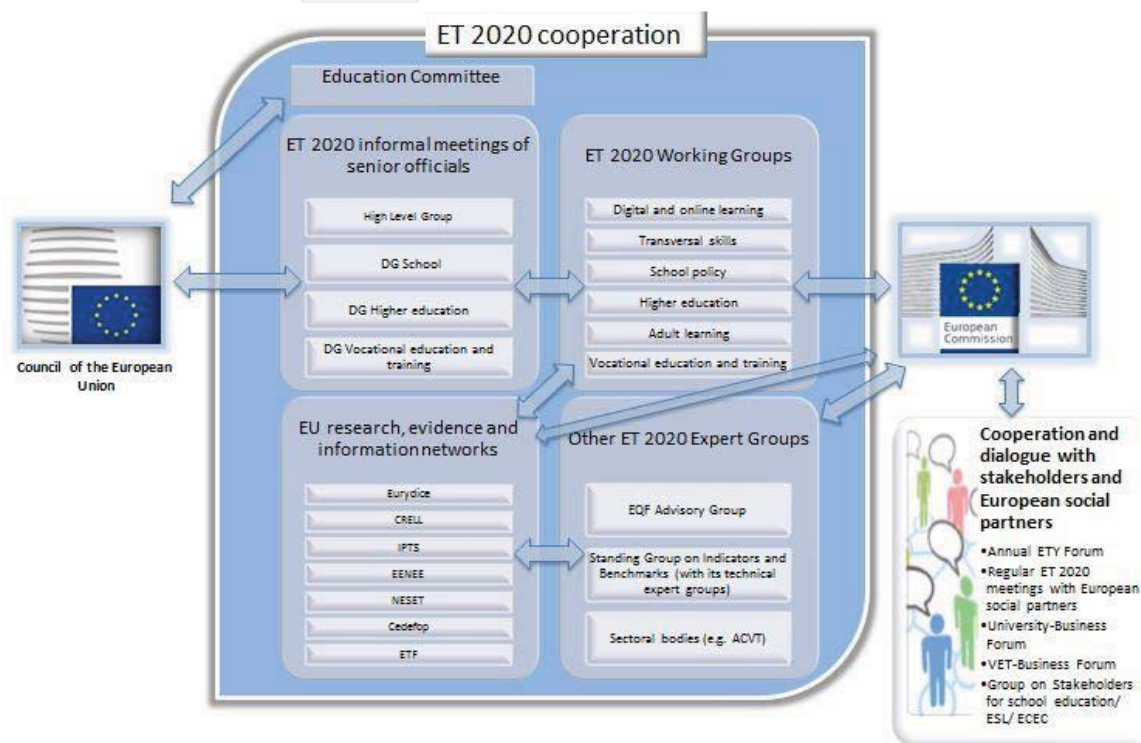 ET 2020 cooperation
Education Committee
ET 2020 informal meetings of
senior officials
High Level Group
DG School
DG Higher education
DG Vocational education and
training
ET 2020 Working Groups
Digital and online learning
Transversal skills
School policy
Higher education
Adult learning
Vocational education and training
Council of the European
Union
European
Commission
EU research, evidence and
information networks
Eurydice
CRELL
IPTS
EENEE
NESET
Cedefop
ETF
Other ET 2020 Expert Groups
EQF Advisory Group
Standing Group on Indicators and
Benchmarks (with its technical
expert groups)
Sectoral bodies (e.g. ACVT)
Cooperation and
dialogue with
stakeholders and
European social
partners
•Annual ETY Forum
•Regular ET 2020
meetings with European
social partners
•University-Business
Forum
•VET-Business Forum
•Group on Stakeholders
for school education/
ESL/ ECEC